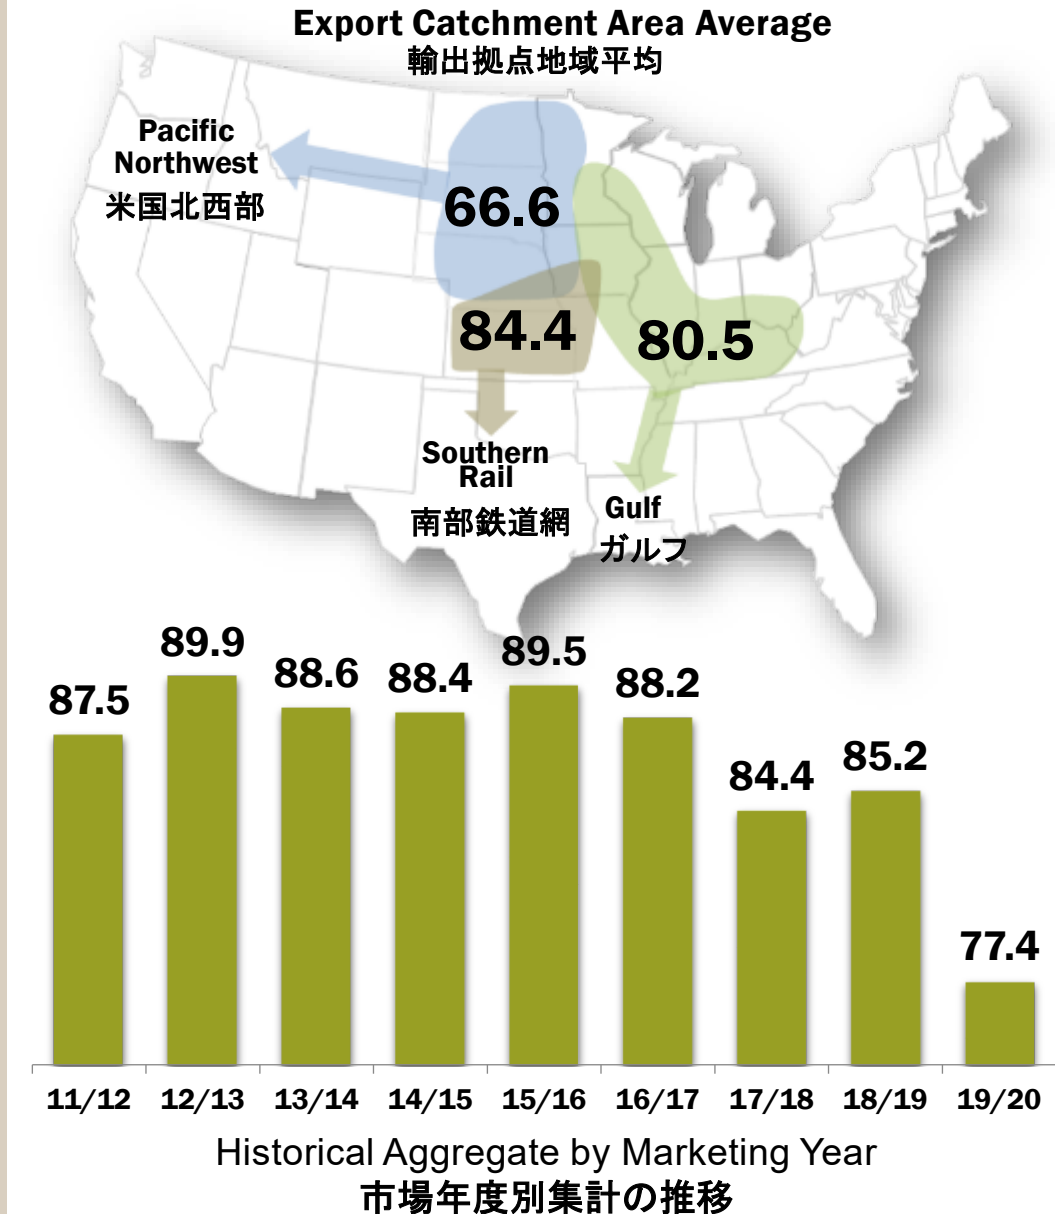 Export Catchment Area Average
輸出拠点地域平均
Pacific
Northwest
米国北西部
66.6
84.4
80.5
Southern
Rail
南部鉄道網
Gulf
ガルフ
87.5
89.9
88.6
88.4
89.5
88.2
84.4
85.2
77.4
11/12 12/13 13/14 14/15 15/16 16/17 17/18 18/19 19/20
Historical Aggregate by Marketing Year
市場年度別集計の推移